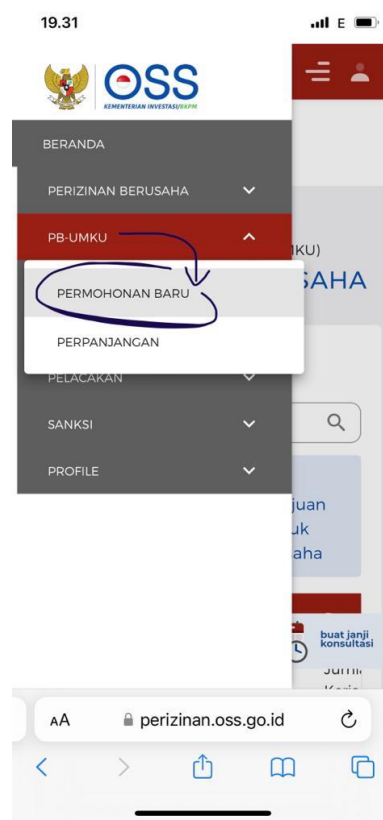 19.31
E
OSS
KEMENTERIAN INVESTASI/BKPM
BERANDA
PERIZINAN BERUSAHA
PB-UMKU
PERMOHONAN BARU
PERPANJANGAN
PELACAKAN
SANKSI
PROFILE
IKU)
SAHA
juan
uk
aha
buat janji
konsultasi
AA
perizinan.oss.go.id